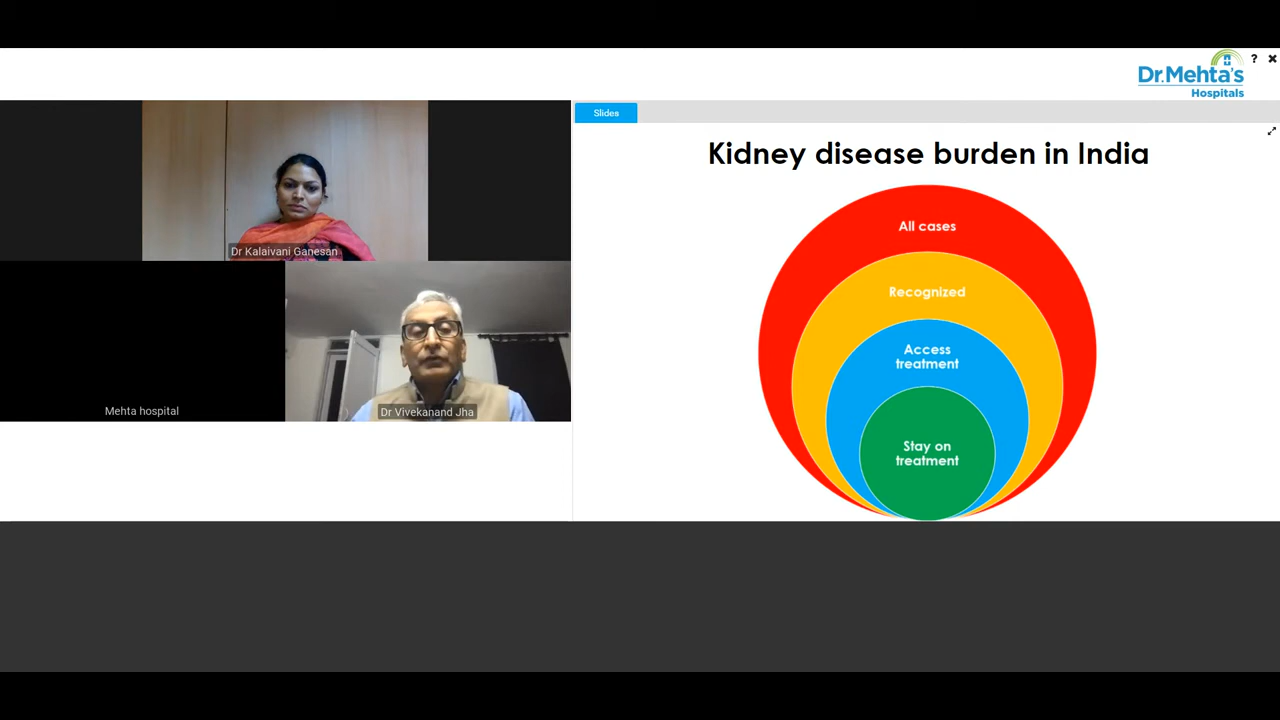 Dr.Mehta's
Hospitals
?
Slides
Dr Kalaivani Ganesan
Mehta hospital
Dr Vivekanand Jha
Kidney disease burden in India
All cases
Recognized
Access
treatment
Stay on
treatment